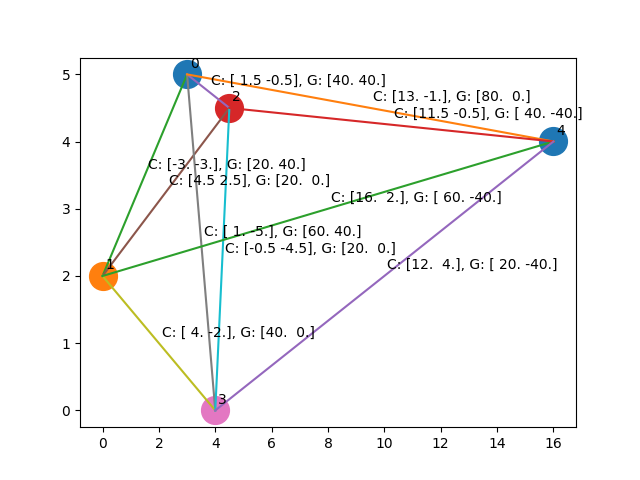 0
C: [ 1.5 -0.5], G: [40. 40.]
2
C: [13. -1.], G: [80.  0.]
C: [11.5 -0.5], G: [ 40. -40.]
4
C: [-3. -3.], G: [20. 40.]
C: [4.5 2.5], G: [20.  0.]
C: [16.  2.], G: [ 60. -40.]
C: [ 1. -5.], G: [60. 40.]
C: [-0.5 -4.5], G: [20.  0.]
1
C: [12.  4.], G: [ 20. -40.]
C: [ 4. -2.], G: [40.  0.]
3
5
4
3
2
1
0
0 2 4 6 8 10 12 14 16